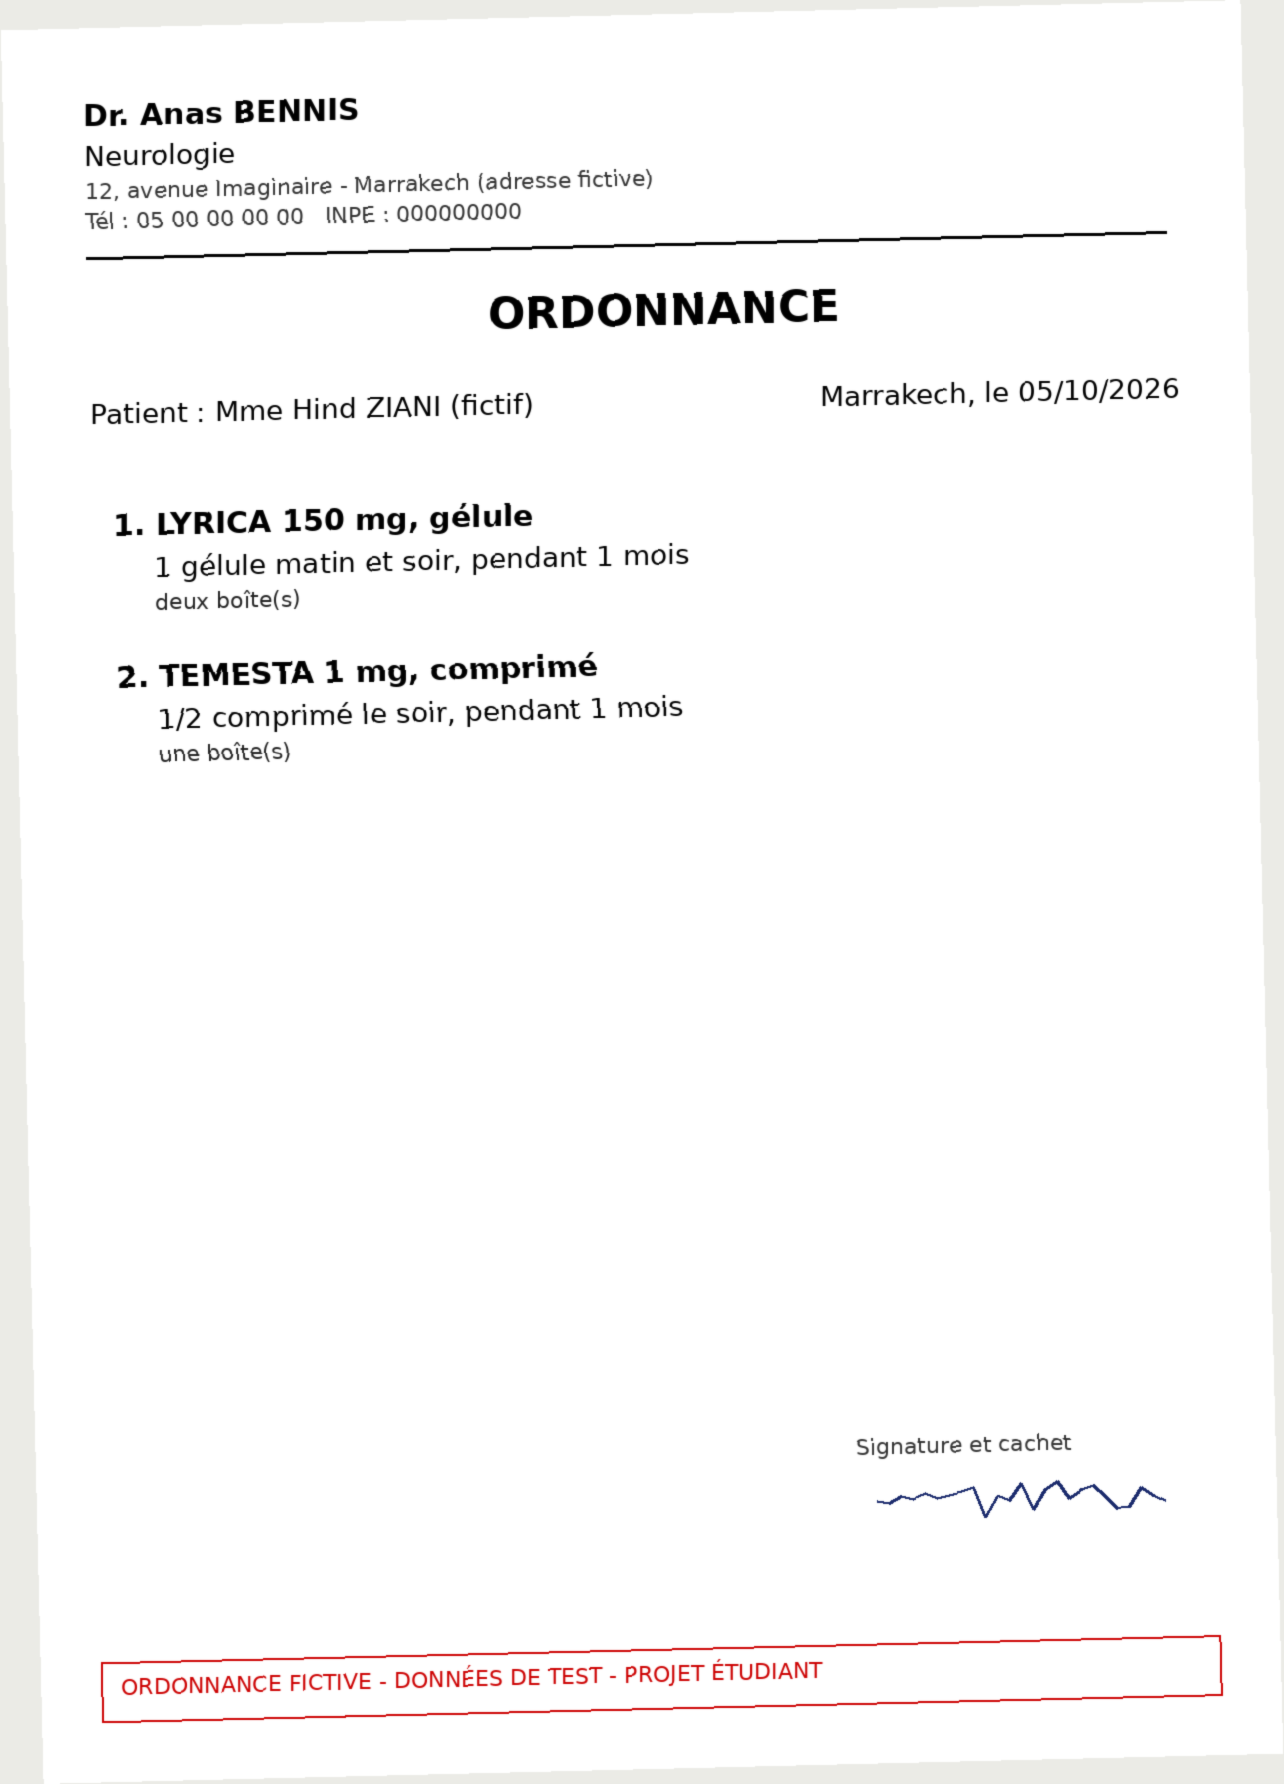 Dr. Anas BENNIS
Neurologie
12, avenue Imaginaire - Marrakech (adresse fictive)
Tél : 05 00 00 00 00   INPE : 000000000
ORDONNANCE
Patient : Mme Hind ZIANI (fictif)
Marrakech, le 05/10/2026
1. LYRICA 150 mg, gélule
1 gélule matin et soir, pendant 1 mois
deux boîte(s)
2. TEMESTA 1 mg, comprimé
1/2 comprimé le soir, pendant 1 mois
une boîte(s)
Signature et cachet
ORDONNANCE FICTIVE - DONNÉES DE TEST - PROJET ÉTUDIANT